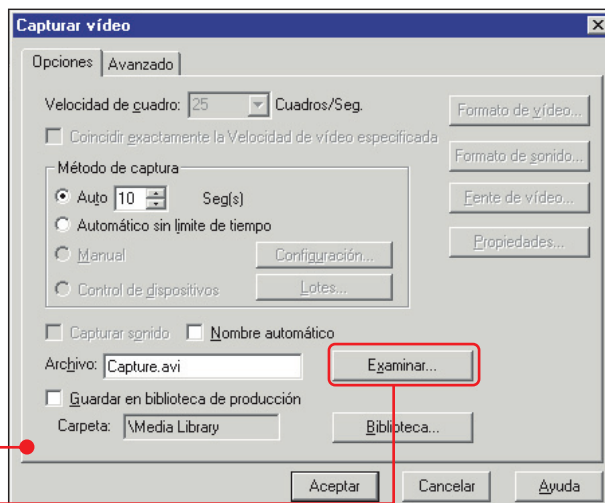 Capturar vídeo
Opciones Avanzado
Velocidad de cuadro: 25 Cuadros/Seg.
Formato de vídeo...
Coincidir exactamente la Velocidad de vídeo especificada
Formato de sonido...
Método de captura
Auto 10 Seg(s)
Fente de vídeo...
Automático sin limite de tiempo
Propiedades...
Manual Configuración...
Control de dispositivos Lotes...
Capturar sonido Nombre automático
Archivo: Capture.avi Examinar...
Guardar en biblioteca de producción
Carpeta: \Media Library Biblioteca...
Aceptar Cancelar Ayuda